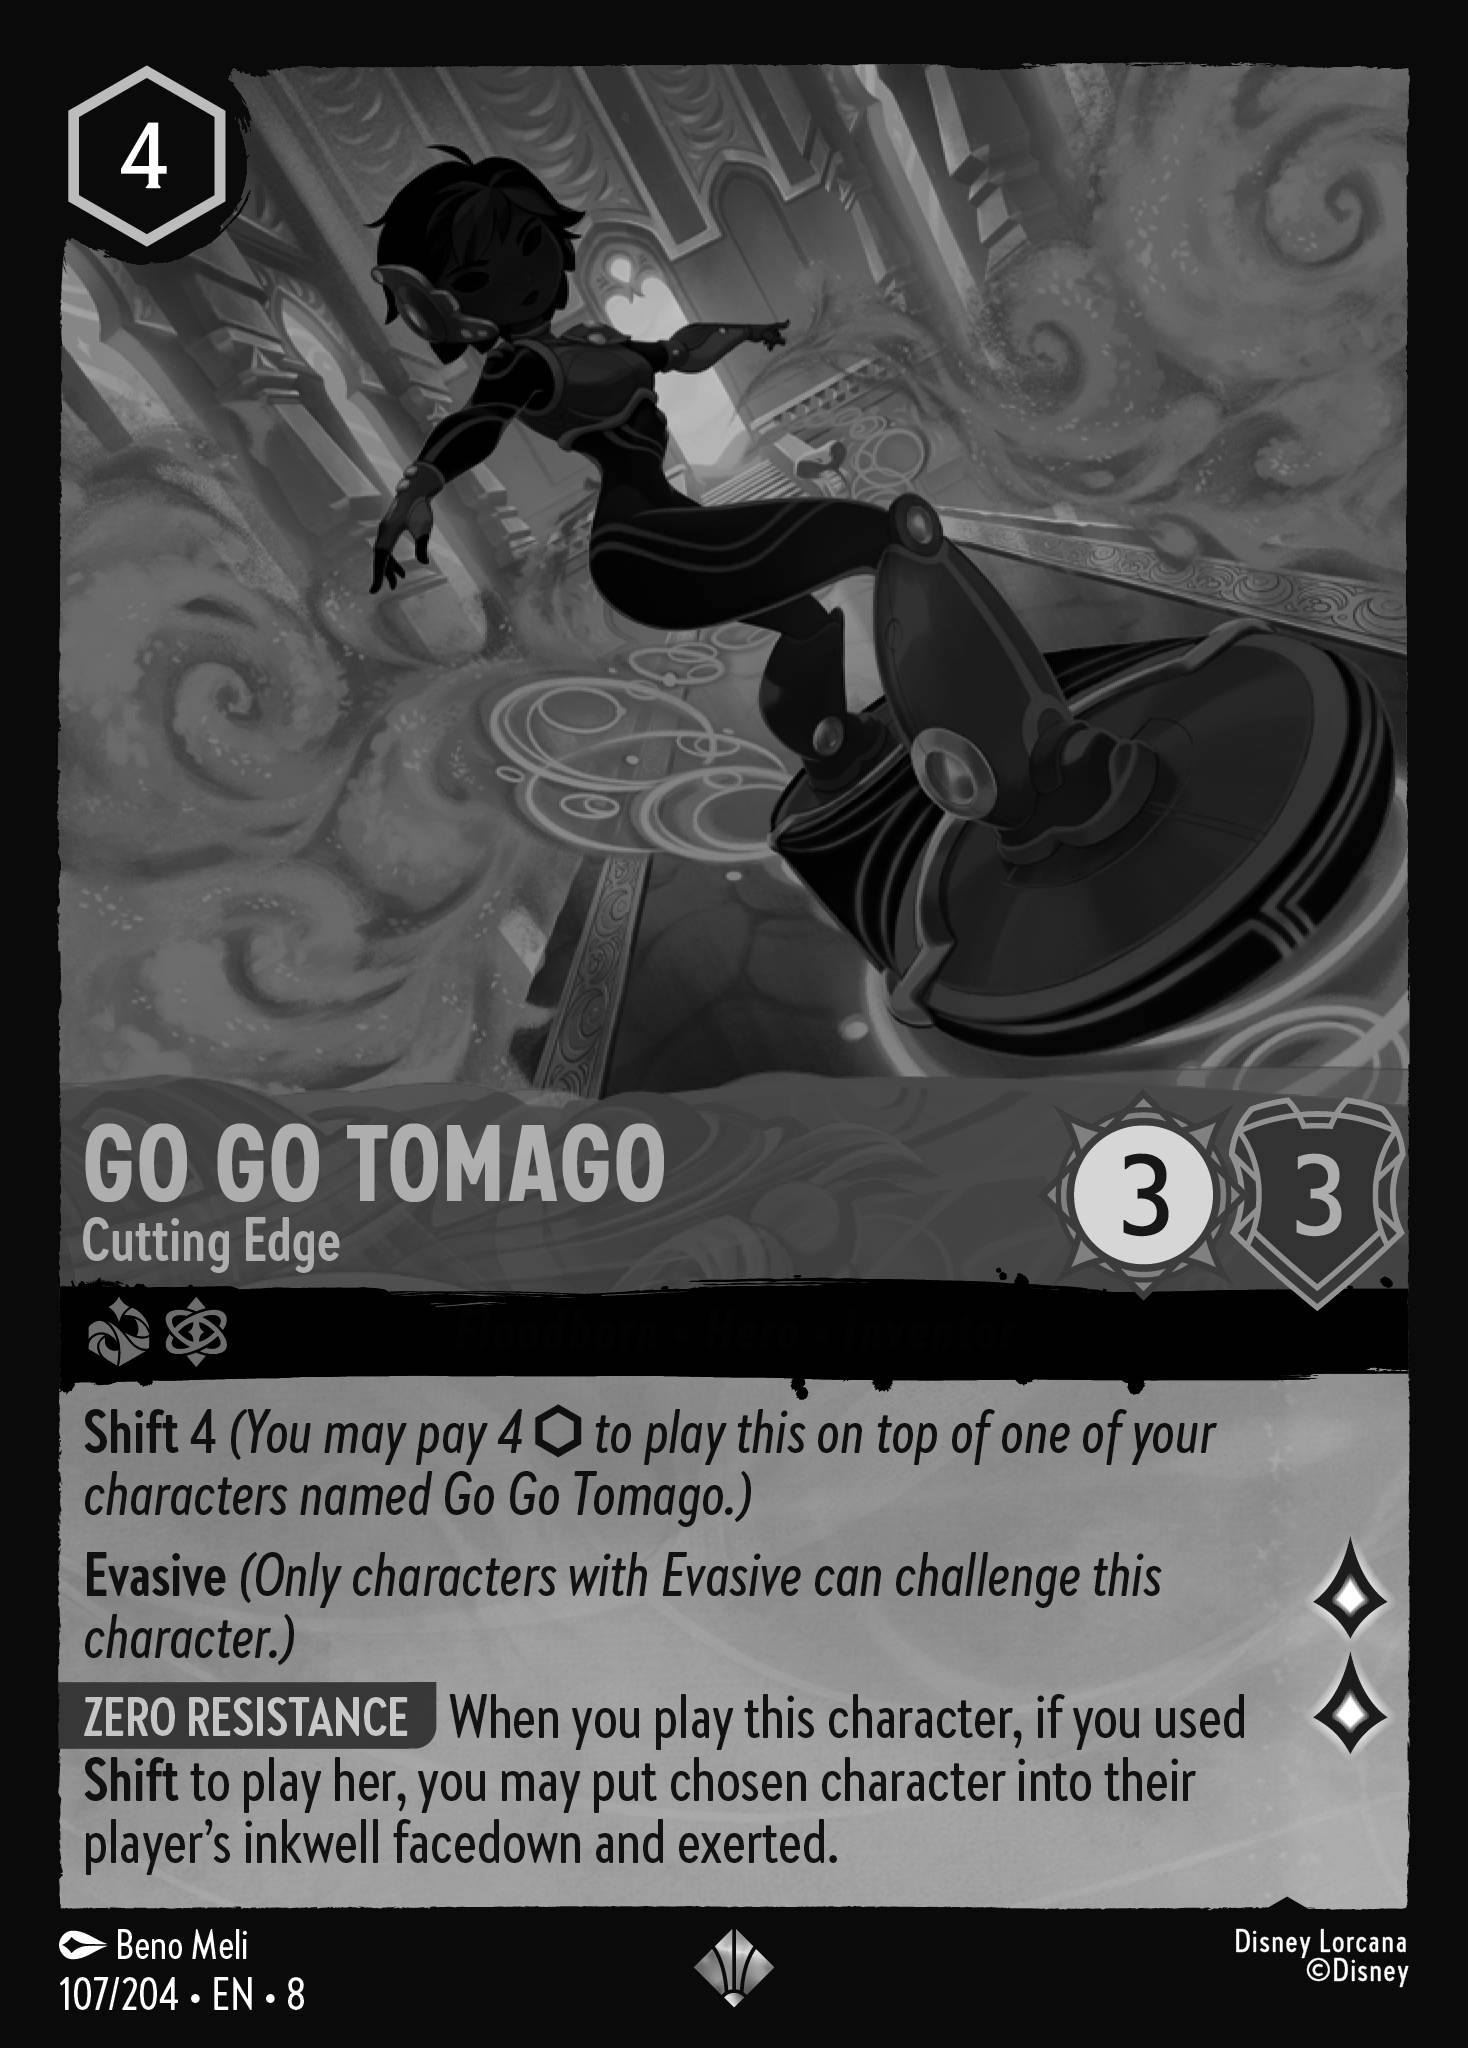 4
GO GO TOMAGO
Cutting Edge
3
3
Floodborn • Hero • Inventor
Shift 4 (You may pay 4 ⬡ to play this on top of one of your
characters named Go Go Tomago.)
Evasive (Only characters with Evasive can challenge this
character.)
ZERO RESISTANCE When you play this character, if you used
Shift to play her, you may put chosen character into their
player’s inkwell facedown and exerted.
Beno Meli
107/204 • EN • 8
Disney Lorcana
©Disney